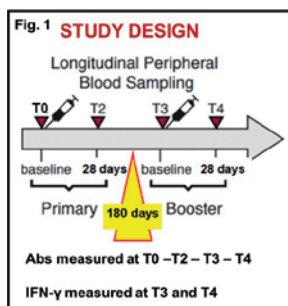 Fig. 1 STUDY DESIGN
Longitudinal Peripheral
Blood Sampling
T0 T2 T3 T4
baseline 28 days baseline 28 days
Primary 180 days Booster
Abs measured at T0 –T2 – T3 – T4
IFN-γ measured at T3 and T4